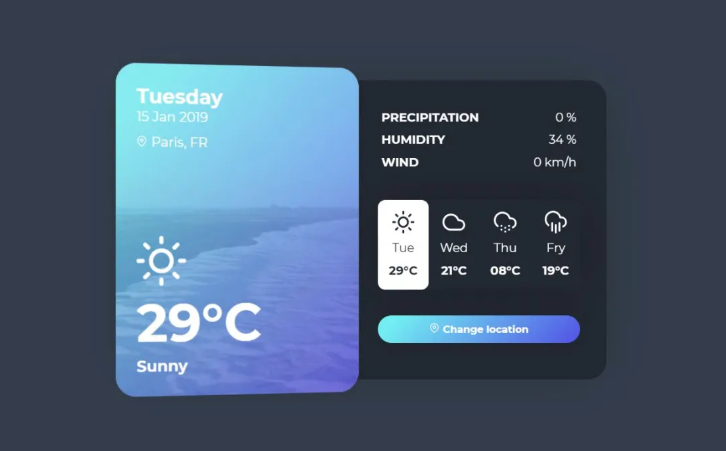 Tuesday
15 Jan 2019
Paris, FR
29°C
Sunny
PRECIPITATION 0 %
HUMIDITY 34 %
WIND 0 km/h
Tue Wed Thu Fry
29°C 21°C 08°C 19°C
Change location